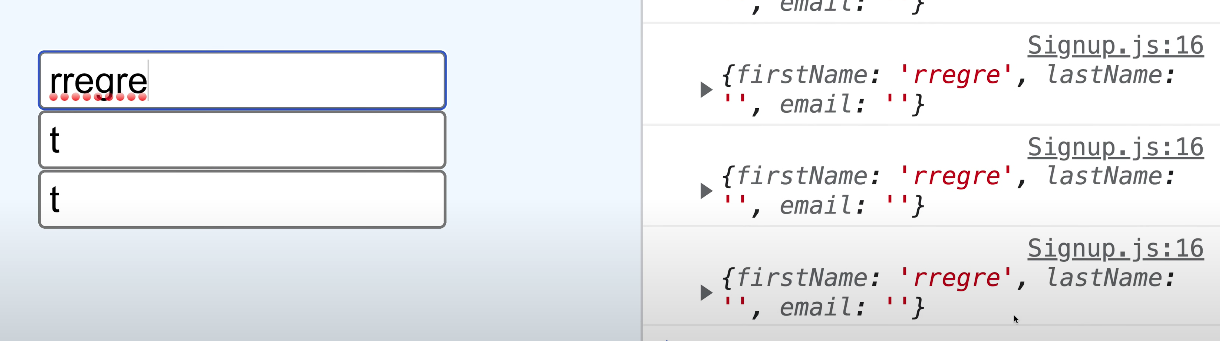 rregre
t
t
', email: ''}
Signup.js:16
▶ {firstName: 'rregre', lastName:
'', email: ''}
Signup.js:16
▶ {firstName: 'rregre', lastName:
'', email: ''}
Signup.js:16
▶ {firstName: 'rregre', lastName:
'', email: ''}